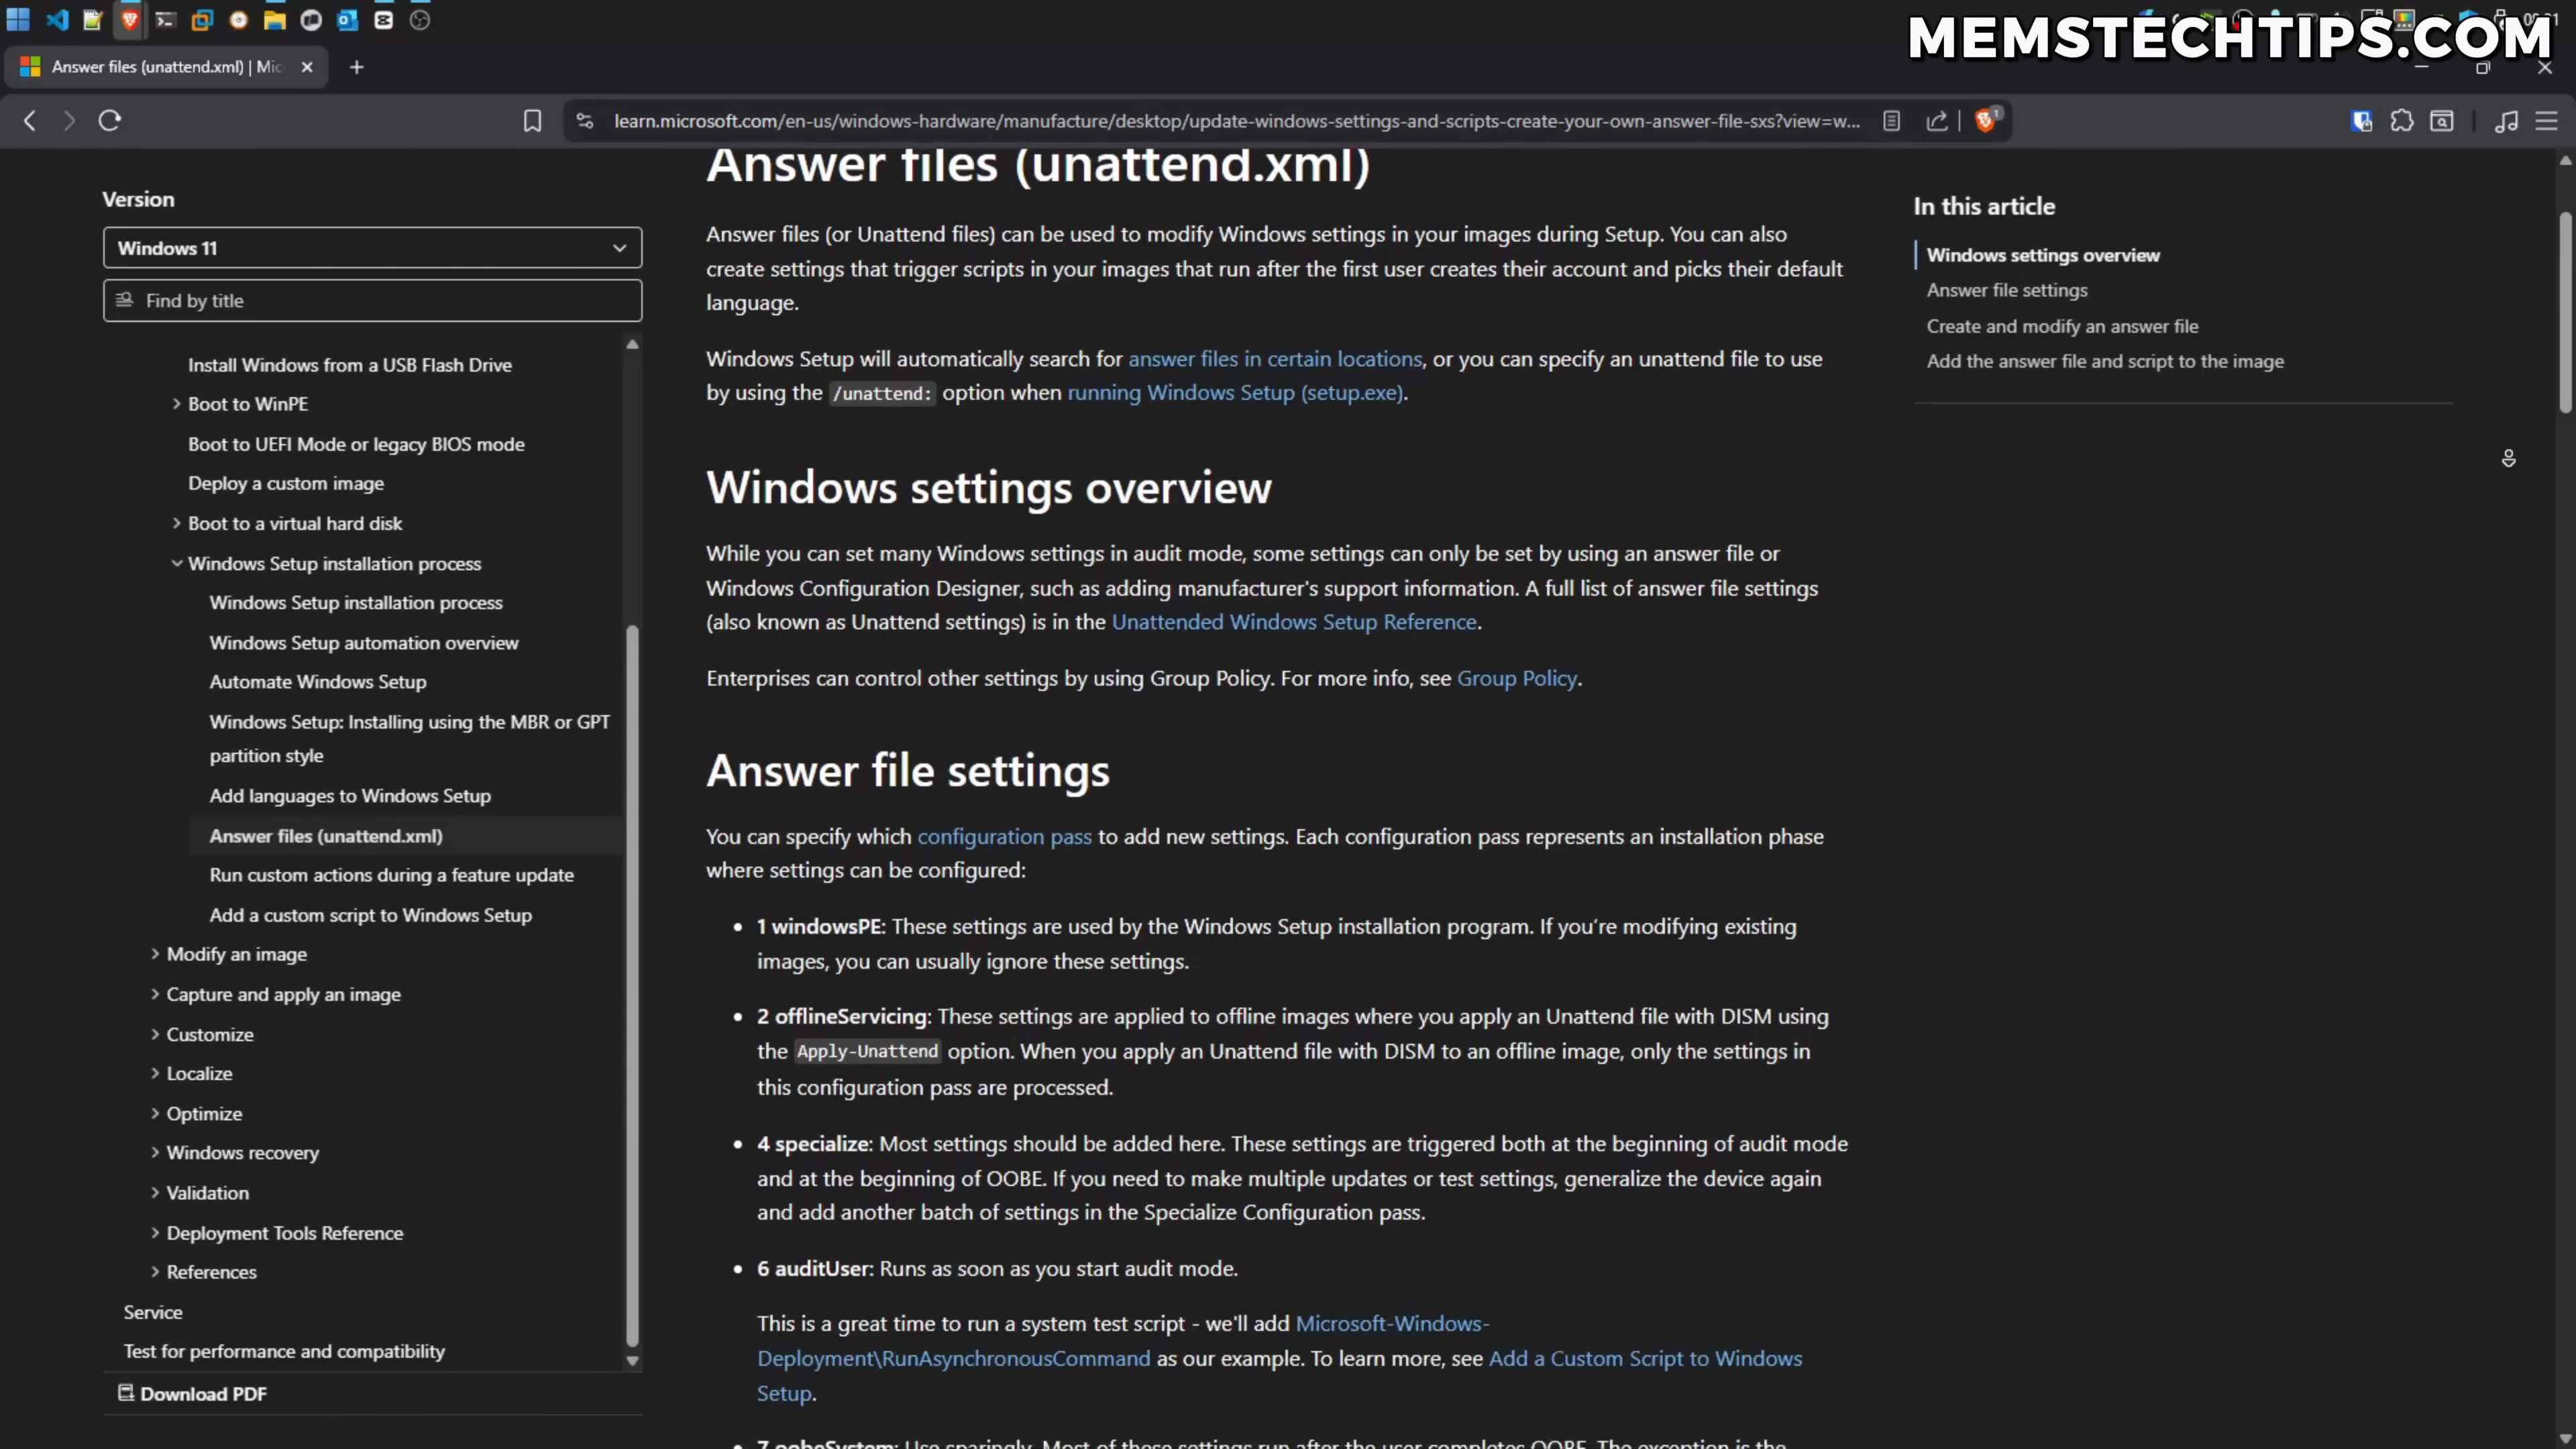 MEMSTECHTIPS.COM
Answer files (unattend.xml) | Mic
learn.microsoft.com/en-us/windows-hardware/manufacture/desktop/update-windows-settings-and-scripts-create-your-own-answer-file-sxs?view=w...
Version
Windows 11
Find by title
Install Windows from a USB Flash Drive
Boot to WinPE
Boot to UEFI Mode or legacy BIOS mode
Deploy a custom image
Boot to a virtual hard disk
Windows Setup installation process
Windows Setup installation process
Windows Setup automation overview
Automate Windows Setup
Windows Setup: Installing using the MBR or GPT
partition style
Add languages to Windows Setup
Answer files (unattend.xml)
Run custom actions during a feature update
Add a custom script to Windows Setup
Modify an image
Capture and apply an image
Customize
Localize
Optimize
Windows recovery
Validation
Deployment Tools Reference
References
Service
Test for performance and compatibility
Download PDF
Answer files (unattend.xml)
Answer files (or Unattend files) can be used to modify Windows settings in your images during Setup. You can also
create settings that trigger scripts in your images that run after the first user creates their account and picks their default
language.
Windows Setup will automatically search for answer files in certain locations, or you can specify an unattend file to use
by using the /unattend: option when running Windows Setup (setup.exe).
Windows settings overview
While you can set many Windows settings in audit mode, some settings can only be set by using an answer file or
Windows Configuration Designer, such as adding manufacturer's support information. A full list of answer file settings
(also known as Unattend settings) is in the Unattended Windows Setup Reference.
Enterprises can control other settings by using Group Policy. For more info, see Group Policy.
Answer file settings
You can specify which configuration pass to add new settings. Each configuration pass represents an installation phase
where settings can be configured:
• 1 windowsPE: These settings are used by the Windows Setup installation program. If you’re modifying existing
images, you can usually ignore these settings.
• 2 offlineServicing: These settings are applied to offline images where you apply an Unattend file with DISM using
the Apply-Unattend option. When you apply an Unattend file with DISM to an offline image, only the settings in
this configuration pass are processed.
• 4 specialize: Most settings should be added here. These settings are triggered both at the beginning of audit mode
and at the beginning of OOBE. If you need to make multiple updates or test settings, generalize the device again
and add another batch of settings in the Specialize Configuration pass.
• 6 auditUser: Runs as soon as you start audit mode.
This is a great time to run a system test script - we'll add Microsoft-Windows-
Deployment\RunAsynchronousCommand as our example. To learn more, see Add a Custom Script to Windows
Setup.
• 7 oobeSystem: Use sparingly. Most of these settings run after the user completes OOBE. The exception is the
In this article
Windows settings overview
Answer file settings
Create and modify an answer file
Add the answer file and script to the image